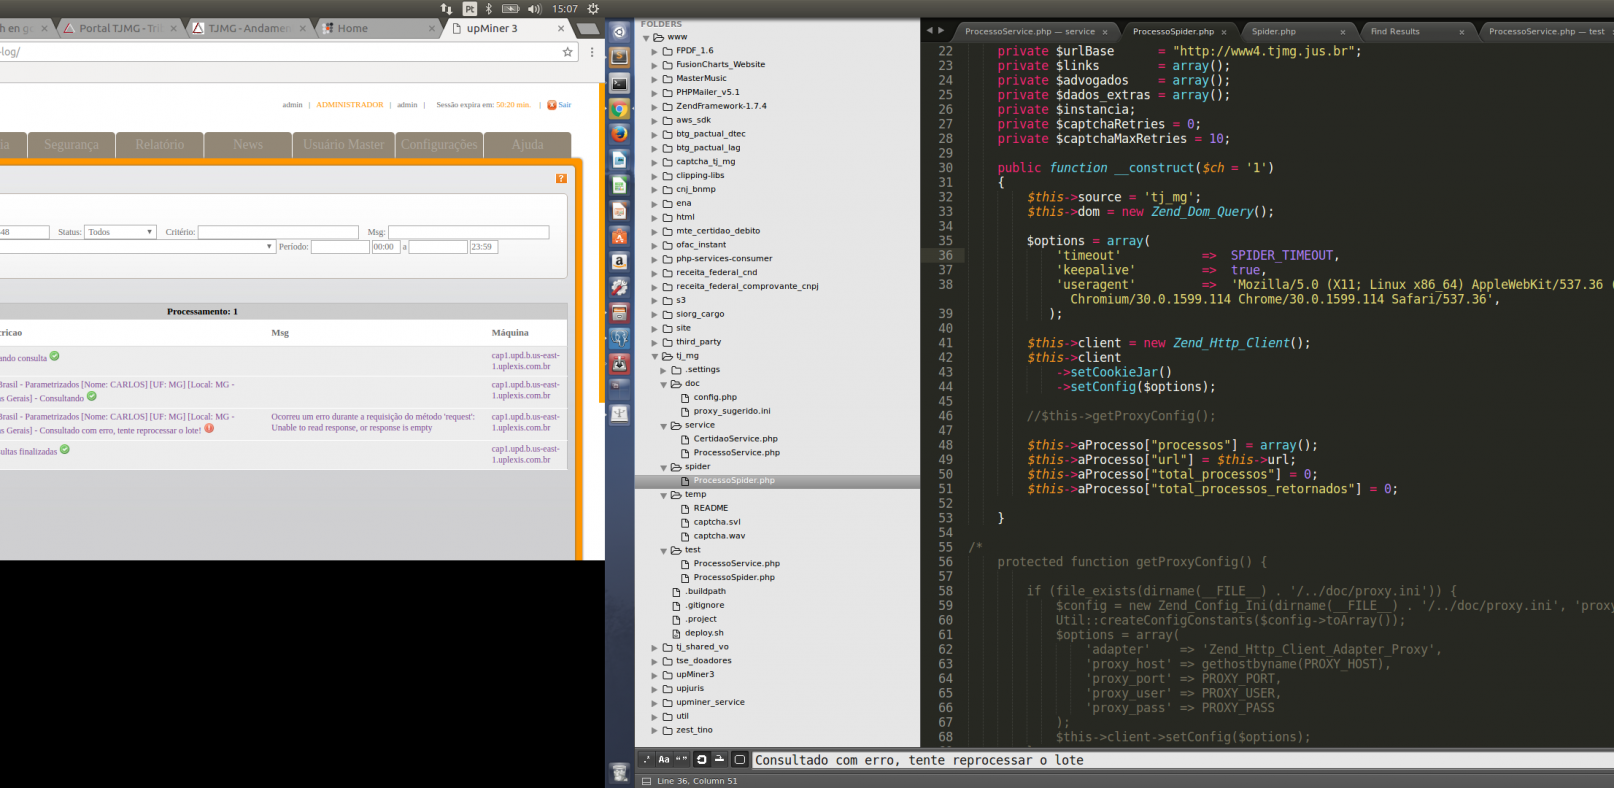 Pt 15:07
h en g
Portal TJMG - Tri
TJMG - Andamen
Home
upMiner 3
-log/
admin | ADMINISTRADOR | admin | Sessão expira em: 50:20 min. | Sair
ia Segurança Relatório News Usuário Master Configurações Ajuda
?
48 Status: Todos Critério: Msg:
Período: 00:00 a 23:59
Processamento: 1
cricao Msg Máquina
ando consulta
cap1.upd.b.us-east-
1.uplexis.com.br
Brasil - Parametrizados [Nome: CARLOS] [UF: MG] [Local: MG -
as Gerais] - Consultando
cap1.upd.b.us-east-
1.uplexis.com.br
Brasil - Parametrizados [Nome: CARLOS] [UF: MG] [Local: MG -
as Gerais] - Consultado com erro, tente reprocessar o lote!
Ocorreu um erro durante a requisição do método 'request':
Unable to read response, or response is empty
cap1.upd.b.us-east-
1.uplexis.com.br
ultas finalizadas
cap1.upd.b.us-east-
1.uplexis.com.br
FOLDERS
www
FPDF_1.6
FusionCharts_Website
MasterMusic
PHPMailer_v5.1
ZendFramework-1.7.4
aws_sdk
btg_pactual_dtec
btg_pactual_lag
captcha_tj_mg
clipping-libs
cnj_bnmp
ena
html
mte_certidao_debito
ofac_instant
php-services-consumer
receita_federal_cnd
receita_federal_comprovante_cnpj
s3
siorg_cargo
site
third_party
tj_mg
.settings
doc
config.php
proxy_sugerido.ini
service
CertidaoService.php
ProcessoService.php
spider
ProcessoSpider.php
temp
README
captcha.svl
captcha.wav
test
ProcessoService.php
ProcessoSpider.php
.buildpath
.gitignore
.project
deploy.sh
tj_shared_vo
tse_doadores
upMiner3
upjuris
upminer_service
util
zest_tino
ProcessoService.php — service
ProcessoSpider.php
Spider.php
Find Results
ProcessoService.php — test
22 private $urlBase = "http://www4.tjmg.jus.br";
23 private $links = array();
24 private $advogados = array();
25 private $dados_extras = array();
26 private $instancia;
27 private $captchaRetries = 0;
28 private $captchaMaxRetries = 10;
29
30 public function __construct($ch = '1')
31 {
32 $this->source = 'tj_mg';
33 $this->dom = new Zend_Dom_Query();
34
35 $options = array(
36 'timeout' => SPIDER_TIMEOUT,
37 'keepalive' => true,
38 'useragent' => 'Mozilla/5.0 (X11; Linux x86_64) AppleWebKit/537.36 (
Chromium/30.0.1599.114 Chrome/30.0.1599.114 Safari/537.36',
39 );
40
41 $this->client = new Zend_Http_Client();
42 $this->client
43 ->setCookieJar()
44 ->setConfig($options);
45
46 //$this->getProxyConfig();
47
48 $this->aProcesso["processos"] = array();
49 $this->aProcesso["url"] = $this->url;
50 $this->aProcesso["total_processos"] = 0;
51 $this->aProcesso["total_processos_retornados"] = 0;
52
53 }
54
55 /*
56 protected function getProxyConfig() {
57
58 if (file_exists(dirname(__FILE__) . '/../doc/proxy.ini')) {
59 $config = new Zend_Config_Ini(dirname(__FILE__) . '/../doc/proxy.ini', 'proxy
60 Util::createConfigConstants($config->toArray());
61 $options = array(
62 'adapter' => 'Zend_Http_Client_Adapter_Proxy',
63 'proxy_host' => gethostbyname(PROXY_HOST),
64 'proxy_port' => PROXY_PORT,
65 'proxy_user' => PROXY_USER,
66 'proxy_pass' => PROXY_PASS
67 );
68 $this->client->setConfig($options);
.* Aa “” Consultado com erro, tente reprocessar o lote
Line 36, Column 51